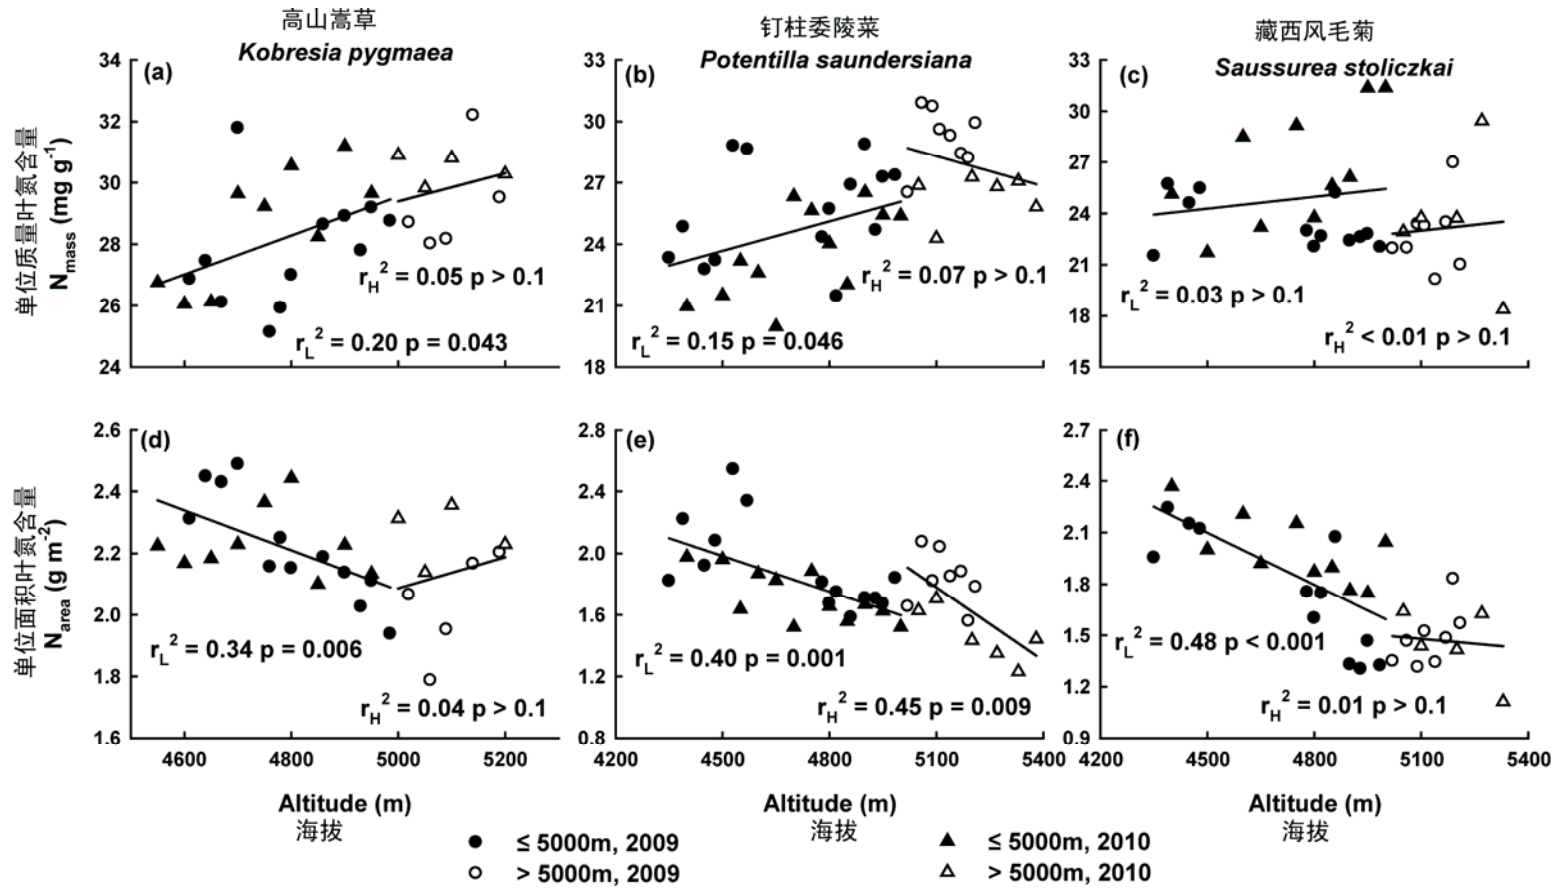 高山嵩草
Kobresia pygmaea
钉柱委陵菜
Potentilla saundersiana
藏西风毛菊
Saussurea stoliczkai
单位质量叶氮含量
Nmass (mg g-1)
(a)
34
32
30
28
26
24
rH2 = 0.05 p > 0.1
rL2 = 0.20 p = 0.043
(b)
33
30
27
24
21
18
rH2 = 0.07 p > 0.1
rL2 = 0.15 p = 0.046
(c)
33
30
27
24
21
18
15
rL2 = 0.03 p > 0.1
rH2 < 0.01 p > 0.1
单位面积叶氮含量
Narea (g m-2)
(d)
2.6
2.4
2.2
2.0
1.8
1.6
rL2 = 0.34 p = 0.006
rH2 = 0.04 p > 0.1
4600 4800 5000 5200
Altitude (m)
海拔
(e)
2.8
2.4
2.0
1.6
1.2
0.8
rL2 = 0.40 p = 0.001
rH2 = 0.45 p = 0.009
4200 4500 4800 5100 5400
Altitude (m)
海拔
(f)
2.7
2.4
2.1
1.8
1.5
1.2
0.9
rL2 = 0.48 p < 0.001
rH2 = 0.01 p > 0.1
4200 4500 4800 5100 5400
Altitude (m)
海拔
≤ 5000m, 2009
≤ 5000m, 2010
> 5000m, 2009
> 5000m, 2010